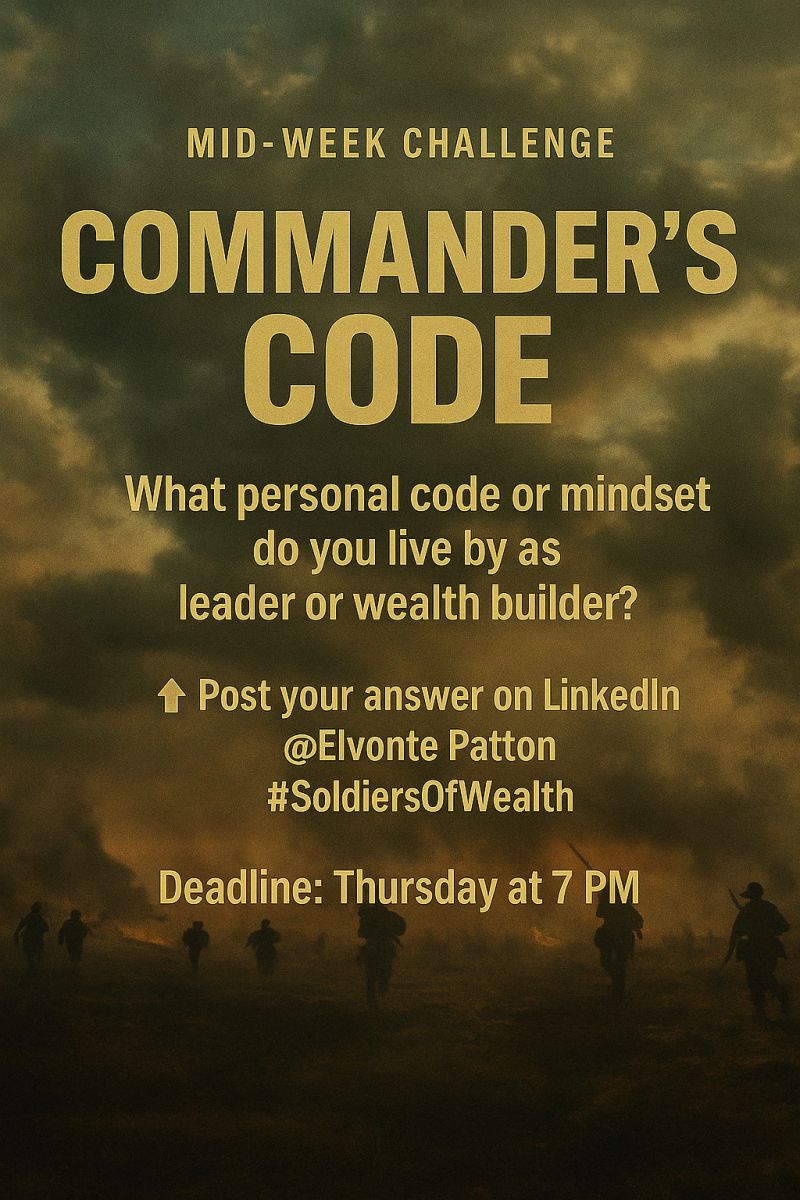 MID-WEEK CHALLENGE
COMMANDER'S
CODE
What personal code or mindset
do you live by as
leader or wealth builder?
⬆ Post your answer on LinkedIn
@Elvonte Patton
#SoldiersOfWealth
Deadline: Thursday at 7 PM